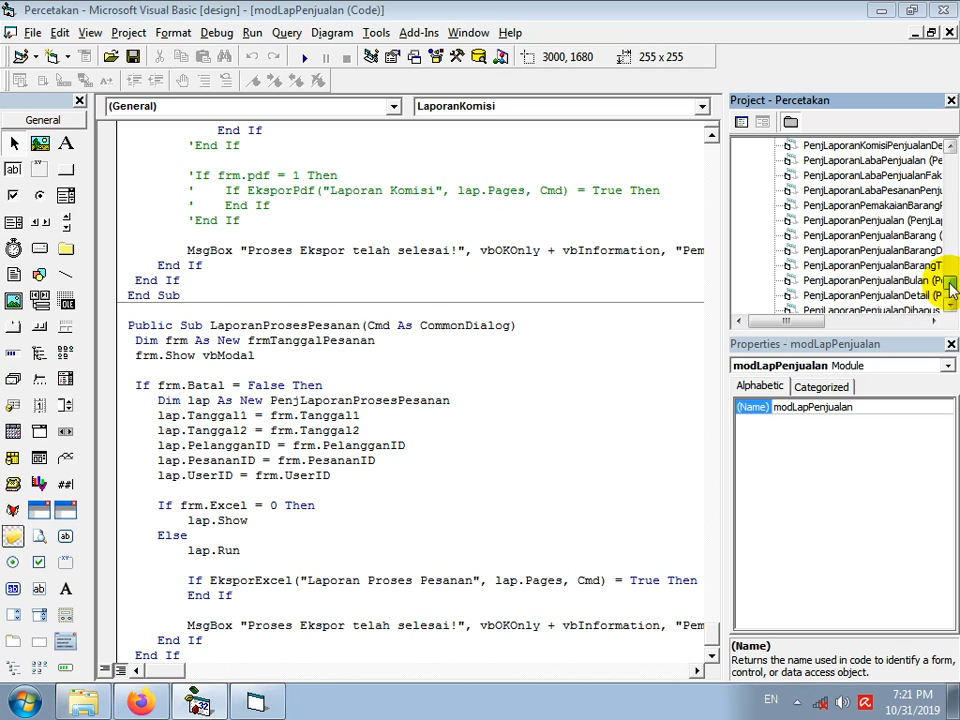 Percetakan - Microsoft Visual Basic [design] - [modLapPenjualan (Code)]
File Edit View Project Format Debug Run Query Diagram Tools Add-Ins Window Help
3000, 1680 255 x 255
General
(General) LaporanKomisi
End If
'End If
'If frm.pdf = 1 Then
' If EksporPdf("Laporan Komisi", lap.Pages, Cmd) = True Then
' End If
'End If
MsgBox "Proses Ekspor telah selesai!", vbOKOnly + vbInformation, "Pem
End If
End If
End Sub
Public Sub LaporanProsesPesanan(Cmd As CommonDialog)
Dim frm As New frmTanggalPesanan
frm.Show vbModal
If frm.Batal = False Then
Dim lap As New PenjLaporanProsesPesanan
lap.Tanggal1 = frm.Tanggal1
lap.Tanggal2 = frm.Tanggal2
lap.PelangganID = frm.PelangganID
lap.PesananID = frm.PesananID
lap.UserID = frm.UserID
If frm.Excel = 0 Then
lap.Show
Else
lap.Run
If EksporExcel("Laporan Proses Pesanan", lap.Pages, Cmd) = True Then
End If
MsgBox "Proses Ekspor telah selesai!", vbOKOnly + vbInformation, "Pem
End If
End If
Project - Percetakan
PenjLaporanKomisiPenjualanDe
PenjLaporanLabaPenjualan (Pe
PenjLaporanLabaPenjualanFak
PenjLaporanLabaPesananPenju
PenjLaporanPemakaianBarang
PenjLaporanPenjualan (PenjLap
PenjLaporanPenjualanBarang (
PenjLaporanPenjualanBarangD
PenjLaporanPenjualanBarangT
PenjLaporanPenjualanBulan (P
PenjLaporanPenjualanDetail (P
PenjLaporanPenjualanDihapus
Properties - modLapPenjualan
modLapPenjualan Module
Alphabetic Categorized
(Name) modLapPenjualan
(Name)
Returns the name used in code to identify a form, control, or data access object.
EN
7:21 PM
10/31/2019